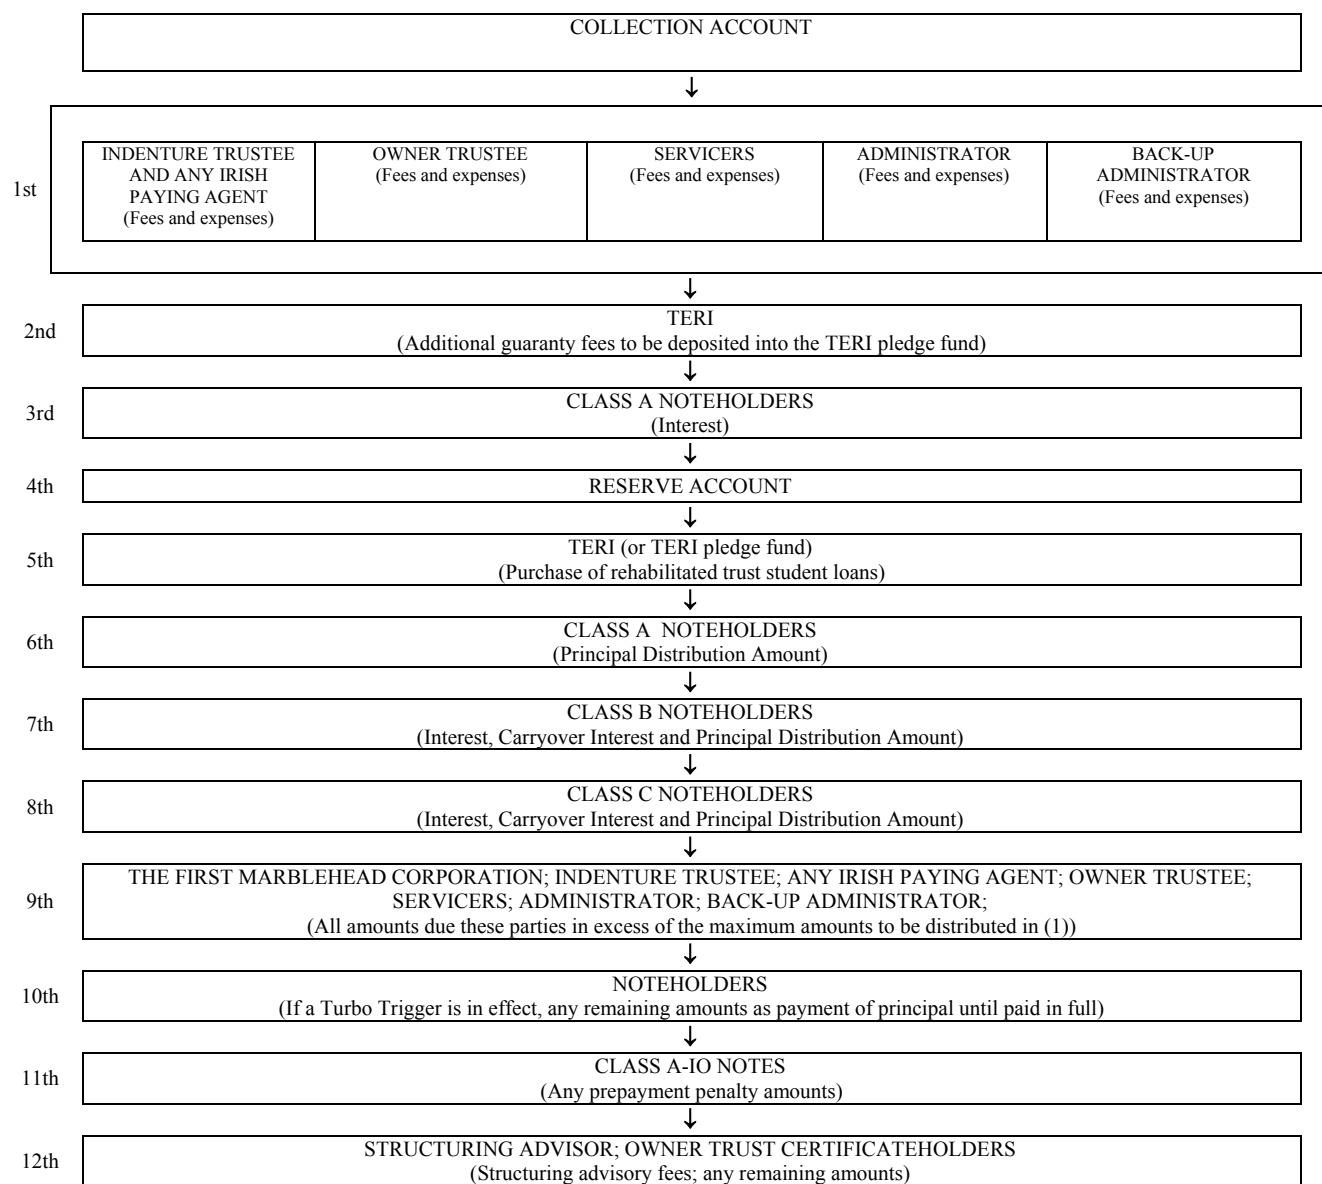 COLLECTION ACCOUNT
1st
INDENTURE TRUSTEE
AND ANY IRISH
PAYING AGENT
(Fees and expenses)
OWNER TRUSTEE
(Fees and expenses)
SERVICERS
(Fees and expenses)
ADMINISTRATOR
(Fees and expenses)
BACK-UP
ADMINISTRATOR
(Fees and expenses)
2nd
TERI
(Additional guaranty fees to be deposited into the TERI pledge fund)
3rd
CLASS A NOTEHOLDERS
(Interest)
4th
RESERVE ACCOUNT
5th
TERI (or TERI pledge fund)
(Purchase of rehabilitated trust student loans)
6th
CLASS A NOTEHOLDERS
(Principal Distribution Amount)
7th
CLASS B NOTEHOLDERS
(Interest, Carryover Interest and Principal Distribution Amount)
8th
CLASS C NOTEHOLDERS
(Interest, Carryover Interest and Principal Distribution Amount)
9th
THE FIRST MARBLEHEAD CORPORATION; INDENTURE TRUSTEE; ANY IRISH PAYING AGENT; OWNER TRUSTEE;
SERVICERS; ADMINISTRATOR; BACK-UP ADMINISTRATOR;
(All amounts due these parties in excess of the maximum amounts to be distributed in (1))
10th
NOTEHOLDERS
(If a Turbo Trigger is in effect, any remaining amounts as payment of principal until paid in full)
11th
CLASS A-IO NOTES
(Any prepayment penalty amounts)
12th
STRUCTURING ADVISOR; OWNER TRUST CERTIFICATEHOLDERS
(Structuring advisory fees; any remaining amounts)